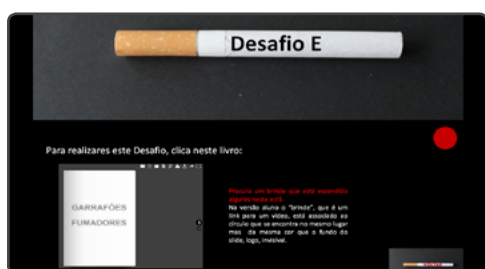 Desafio E
Para realizares este Desafio, clica neste livro:
GARRAFÕES
FUMADORES
Procura um brinde que está escondido
algures neste ecrã.
Na versão aluno o "brinde", que é um
link para um vídeo, está associado ao
círculo que se encontra no mesmo lugar
mas da mesma cor que o fundo do
slide, logo, invisível.